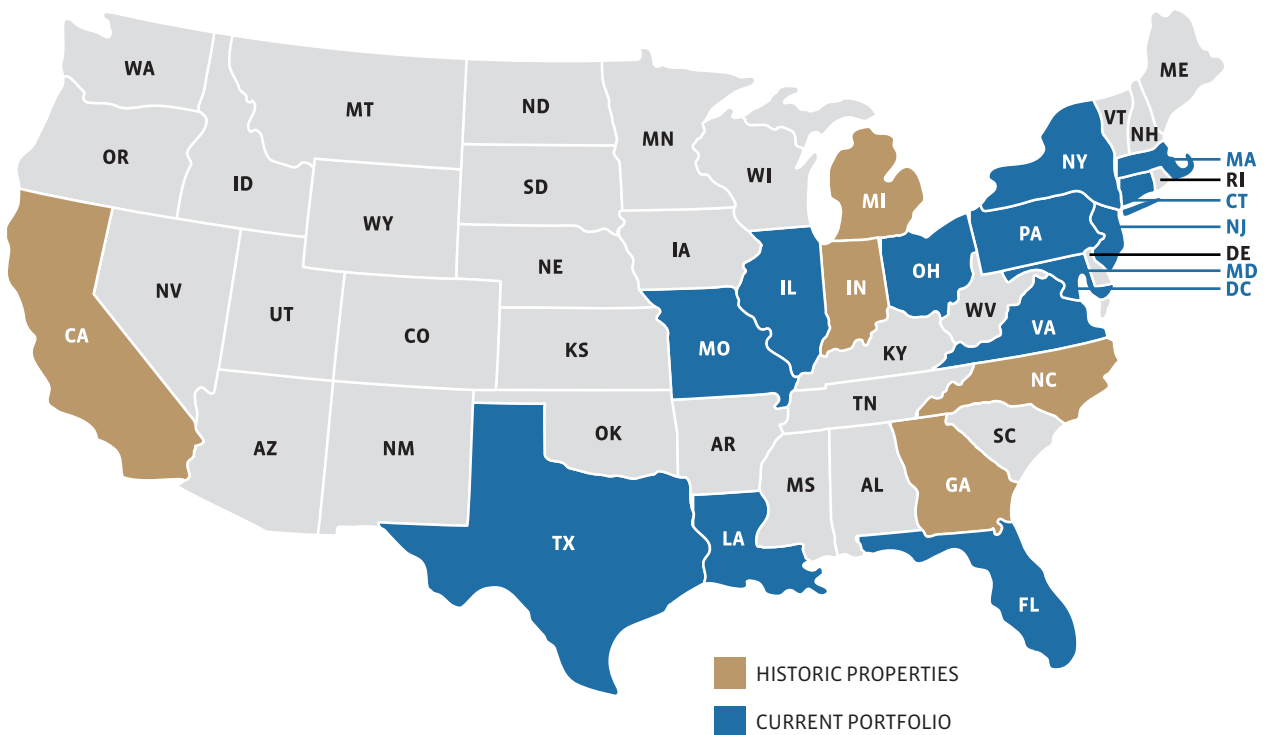 WA
OR
CA
ID
NV
MT
WY
UT
AZ
CO
NM
ND
SD
NE
KS
OK
TX
MN
IA
MO
AR
LA
WI
IL
MI
IN
OH
KY
TN
MS
AL
GA
FL
SC
NC
VA
WV
PA
NY
VT
NH
ME
MA
RI
CT
NJ
DE
MD
DC
HISTORIC PROPERTIES
CURRENT PORTFOLIO